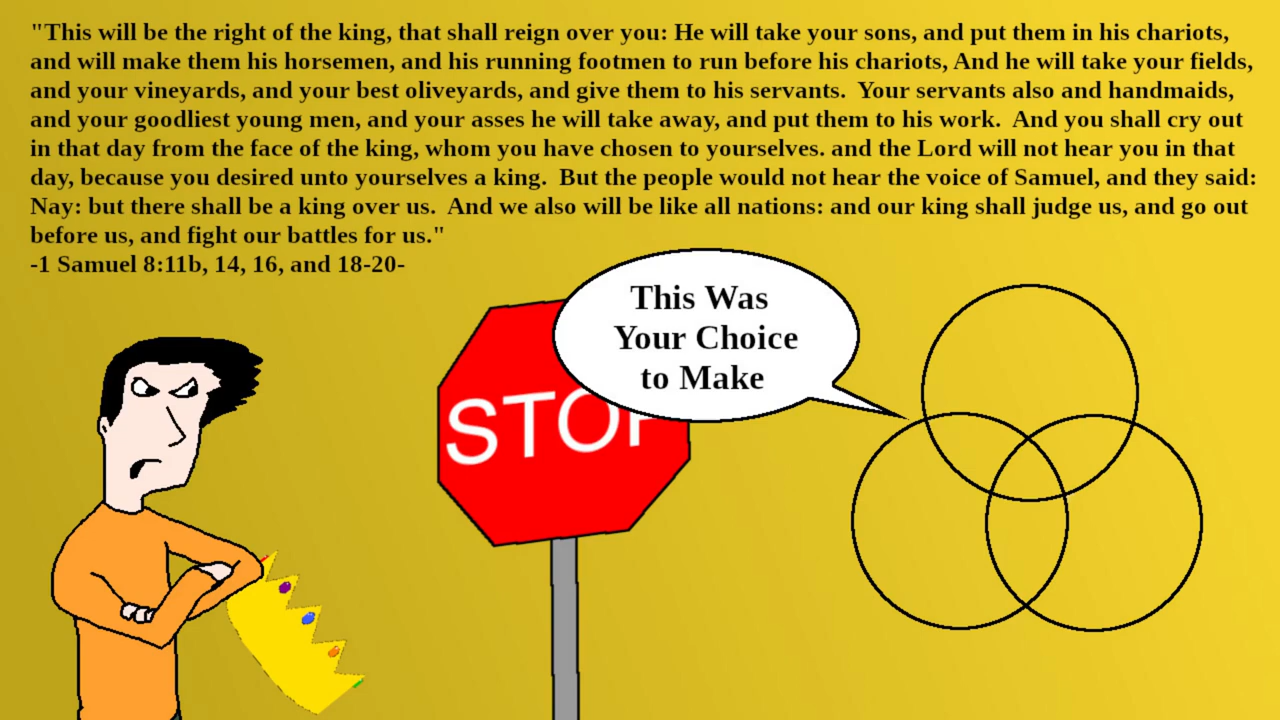 "This will be the right of the king, that shall reign over you: He will take your sons, and put them in his chariots,
and will make them his horsemen, and his running footmen to run before his chariots, And he will take your fields,
and your vineyards, and your best oliveyards, and give them to his servants.  Your servants also and handmaids,
and your goodliest young men, and your asses he will take away, and put them to his work.  And you shall cry out
in that day from the face of the king, whom you have chosen to yourselves. and the Lord will not hear you in that
day, because you desired unto yourselves a king.  But the people would not hear the voice of Samuel, and they said:
Nay: but there shall be a king over us.  And we also will be like all nations: and our king shall judge us, and go out
before us, and fight our battles for us."
-1 Samuel 8:11b, 14, 16, and 18-20-
This Was
Your Choice
to Make
STOP